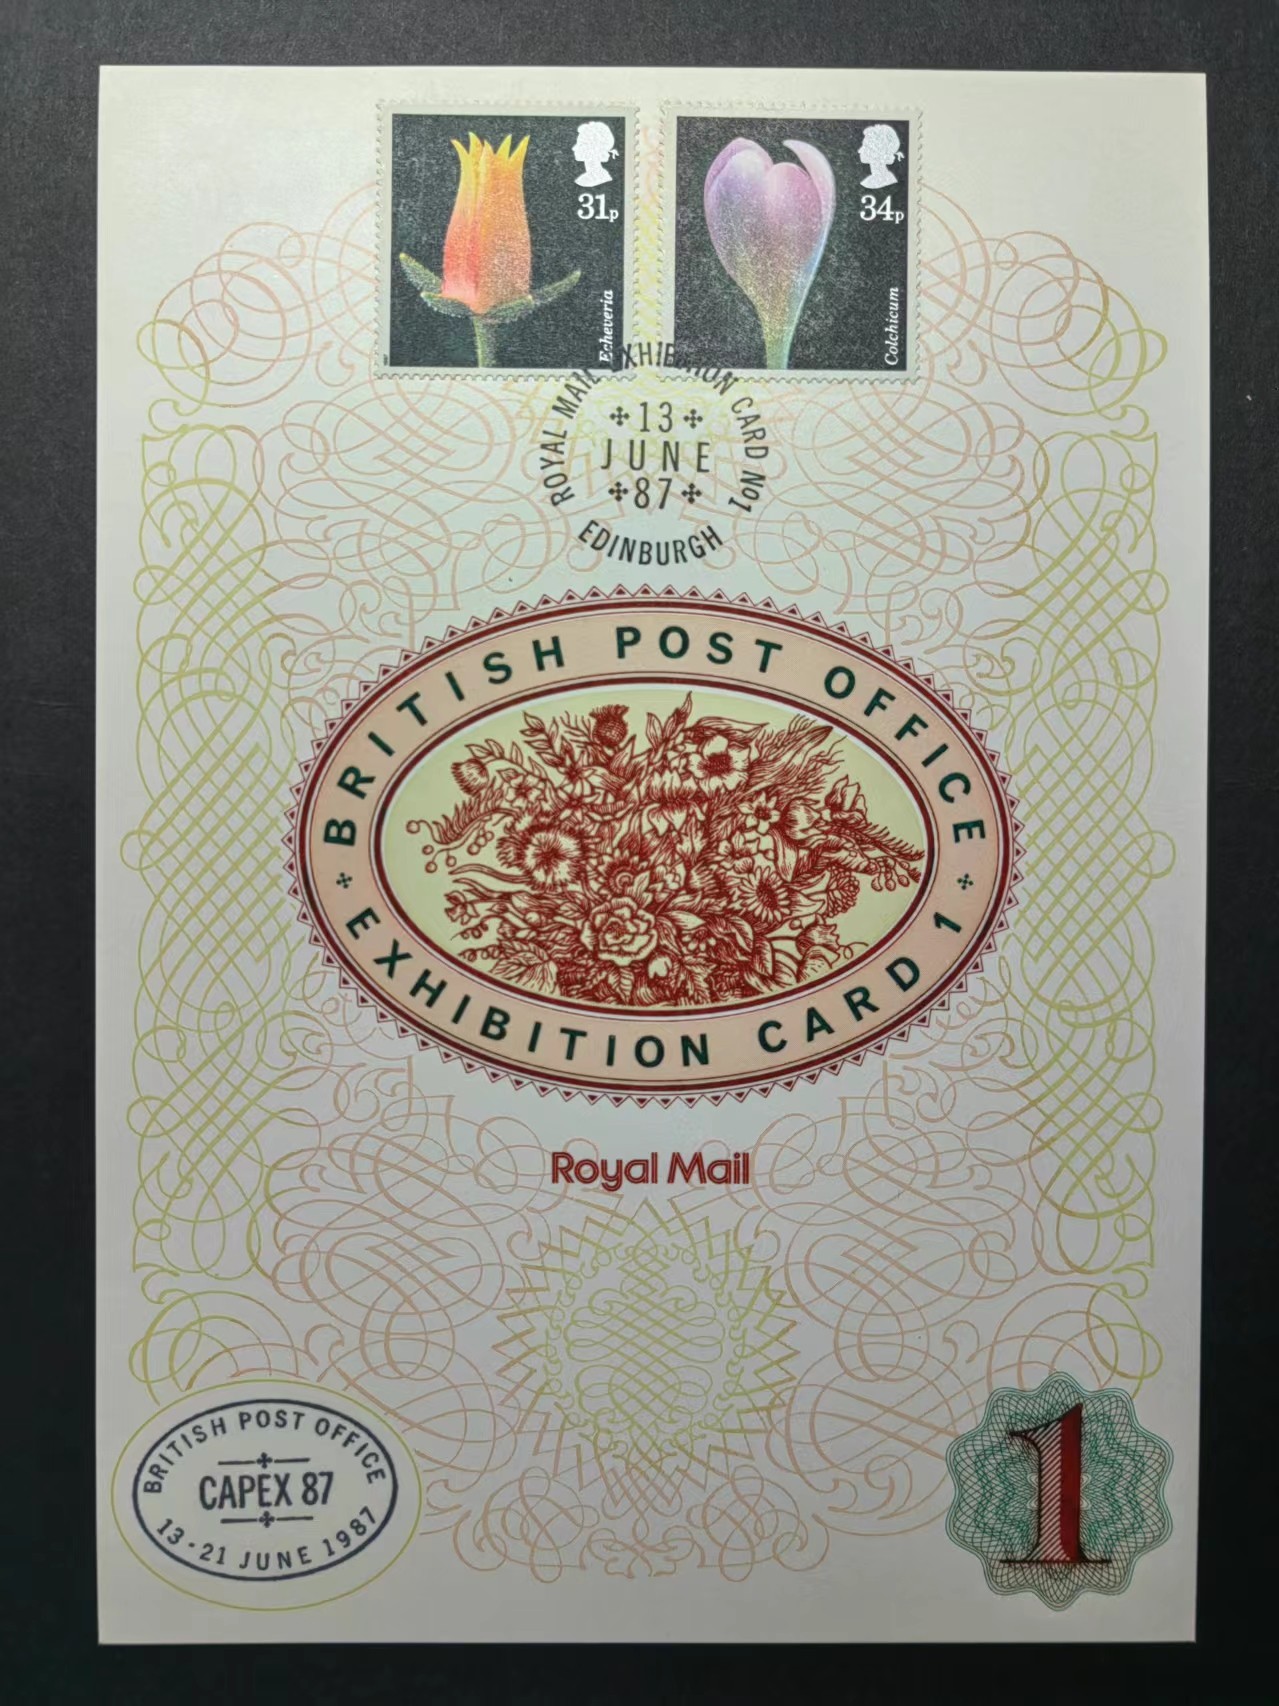 31p
Echeveria
34p
Colchicum
ROYAL MAIL EXHIBITION CARD No1
13
JUNE
87
EDINBURGH
BRITISH POST OFFICE
EXHIBITION CARD 1
Royal Mail
BRITISH POST OFFICE
CAPEX 87
13-21 JUNE 1987
1